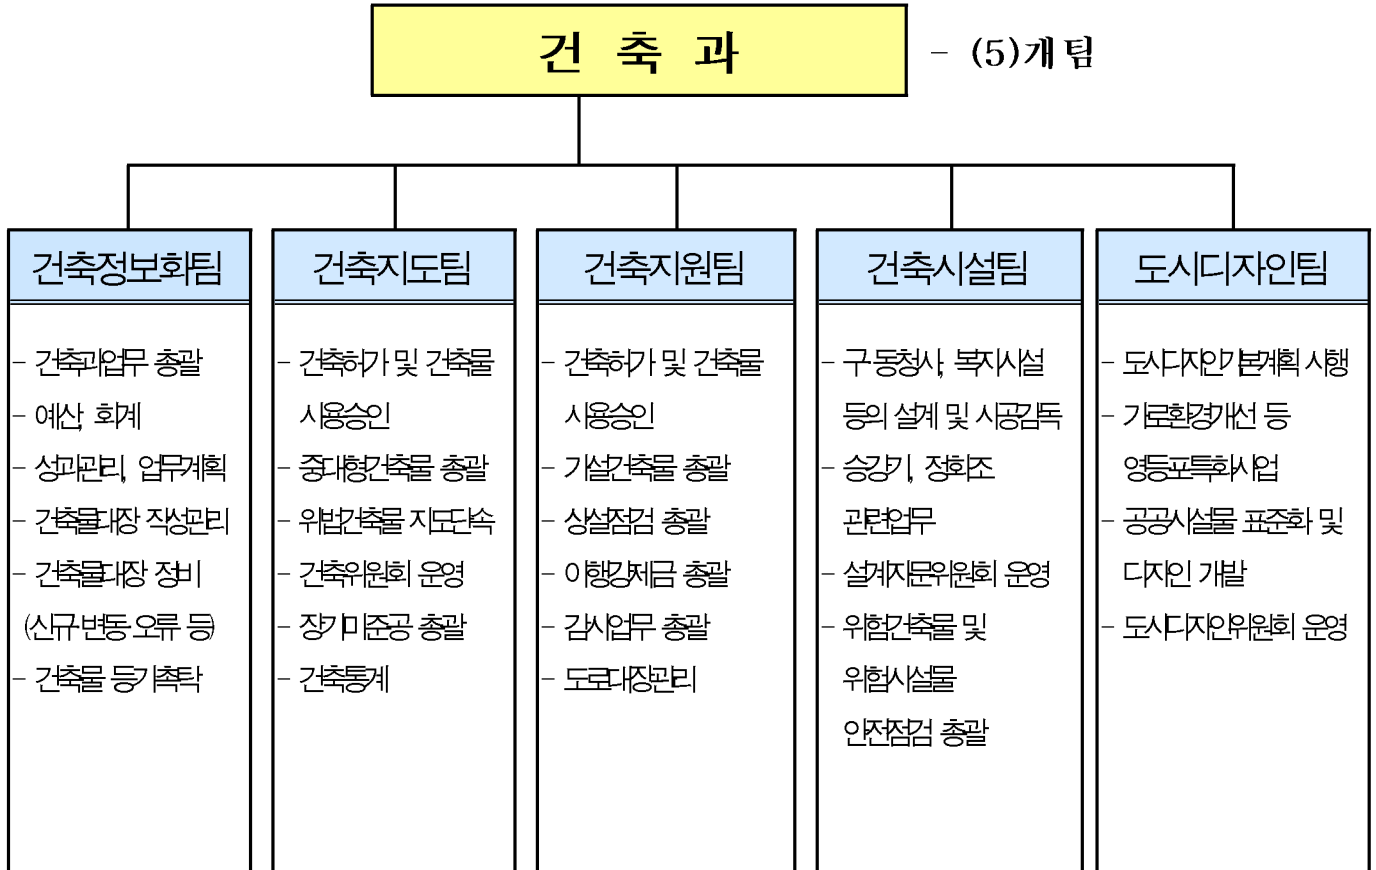 건 축 과
- (5)개 팀
건축정보화팀
- 건축과업무 총괄
- 예산, 회계
- 성과관리, 업무계획
- 건축물대장 작성관리
- 건축물대장 정비
(신규·변동·오류 등)
- 건축물 등기촉탁
건축지도팀
- 건축허가 및 건축물
사용승인
- 중대형건축물 총괄
- 위법건축물 지도단속
- 건축위원회 운영
- 장기미준공 총괄
- 건축통계
건축지원팀
- 건축허가 및 건축물
사용승인
- 가설건축물 총괄
- 상설점검 총괄
- 이행강제금 총괄
- 감사업무 총괄
- 도로대장관리
건축시설팀
- 구·동청사, 복지시설
등의 설계 및 시공감독
- 승강기, 정화조
관련업무
- 설계자문위원회 운영
- 위험건축물 및
위험시설물
안전점검 총괄
도시디자인팀
- 도시디자인기본계획 시행
- 가로환경개선 등
영등포특화사업
- 공공시설물 표준화 및
디자인 개발
- 도시디자인위원회 운영